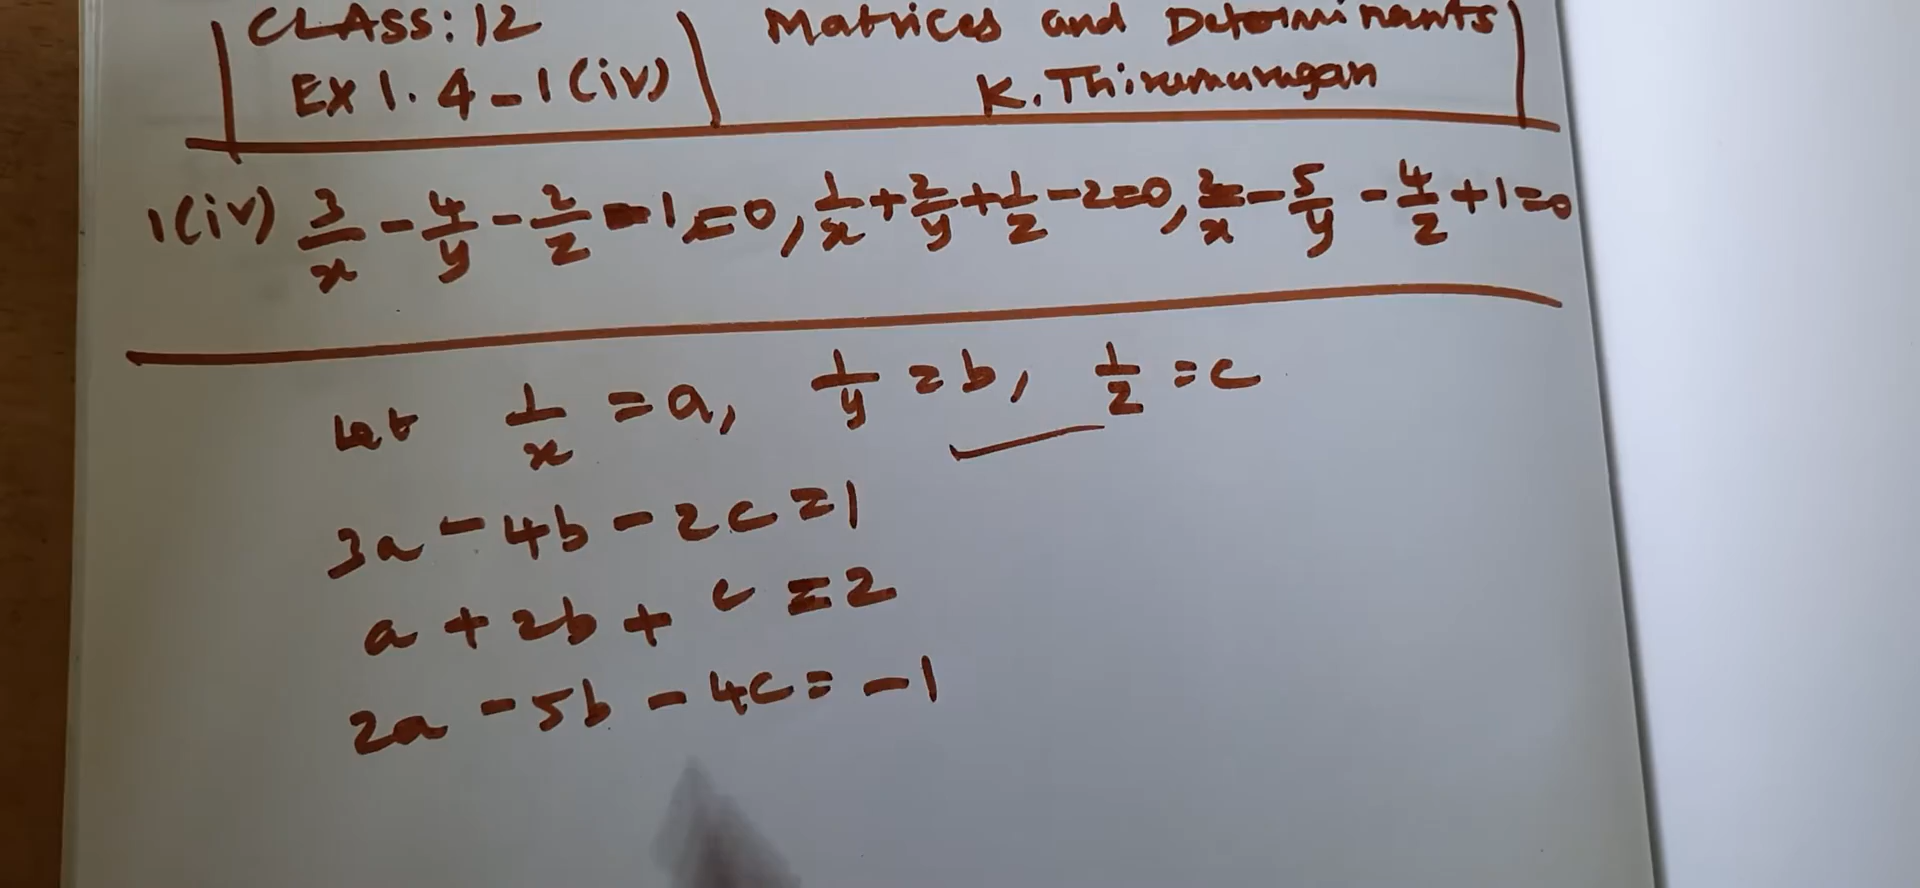 CLASS: 12
EX 1.4 - 1(iv)
Matrices and Determinants
K. Thirumurugan
1(iv) 3/x - 4/y - 2/z - 1 = 0, 1/x + 2/y + 1/z - 2 = 0, 2/x - 5/y - 4/z + 1 = 0
Let 1/x = a, 1/y = b, 1/z = c
3a - 4b - 2c = 1
a + 2b + c = 2
2a - 5b - 4c = -1